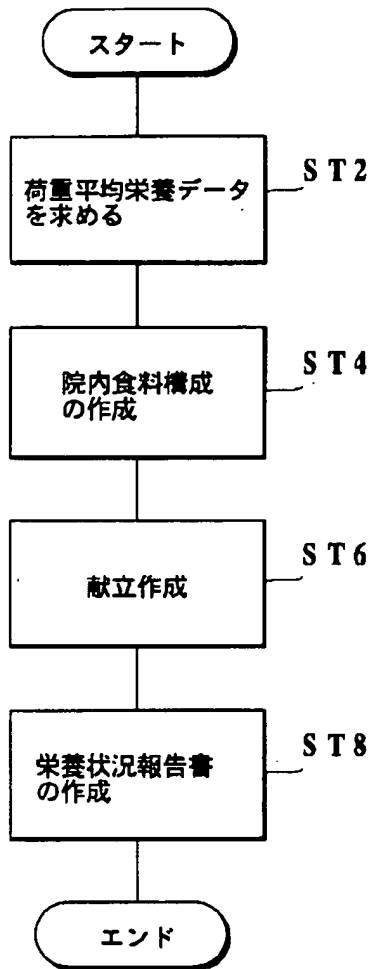 スタート
荷重平均栄養データ
を求める
ST2
院内食料構成
の作成
ST4
献立作成
ST6
栄養状況報告書
の作成
ST8
エンド